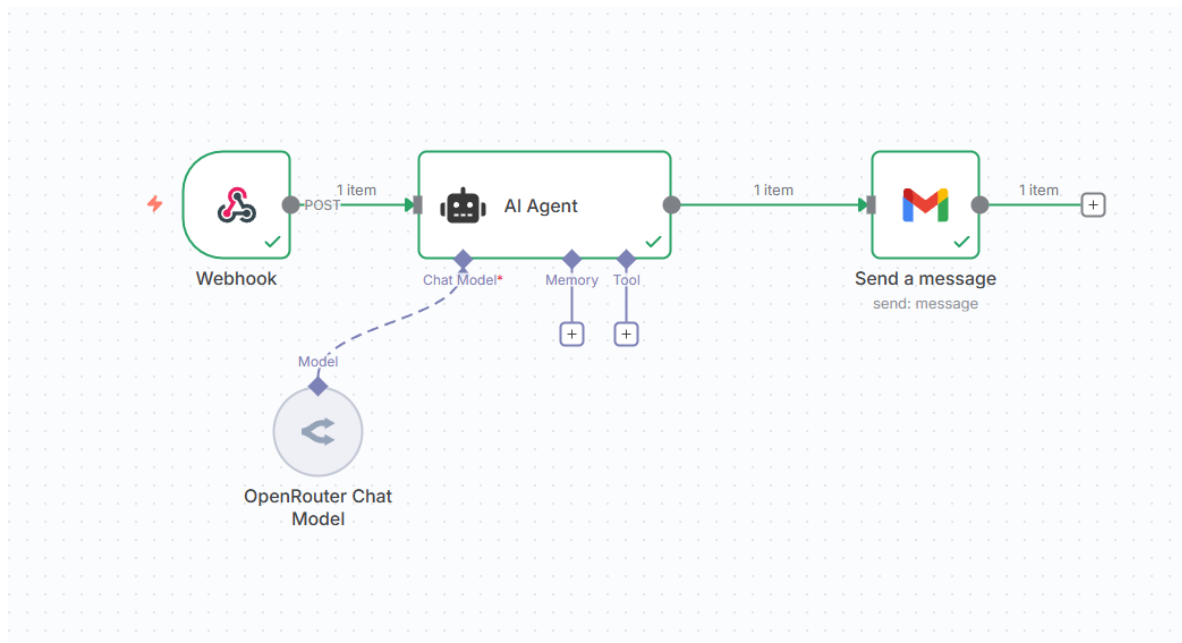 1 item
POST
AI Agent
1 item
1 item
Webhook
Chat Model*
Memory
Tool
Send a message
send: message
Model
OpenRouter Chat
Model